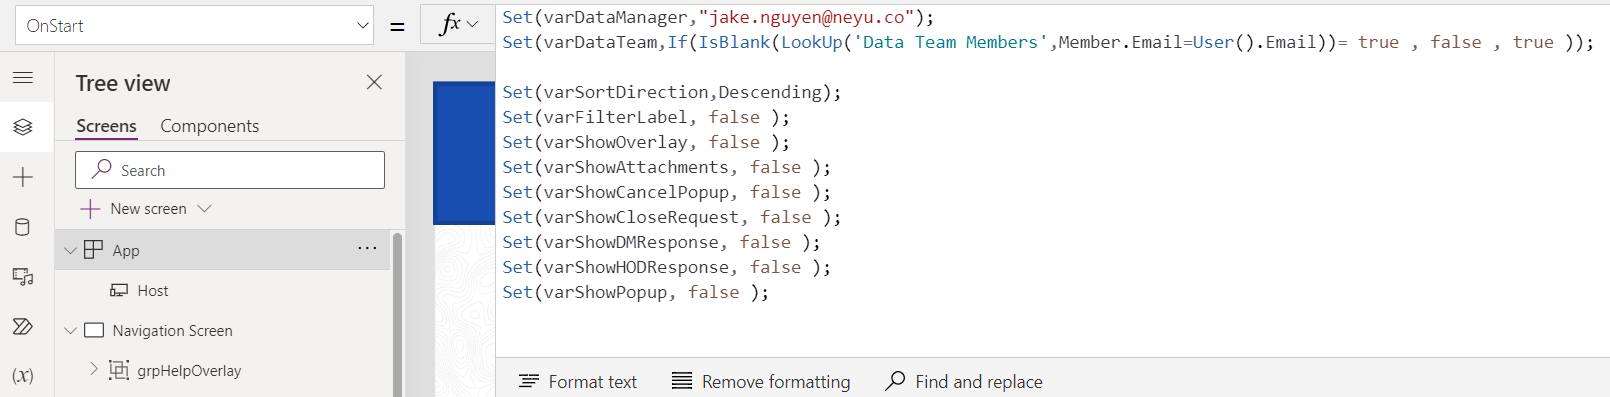 OnStart
=
fx
Set(varDataManager,"jake.nguyen@neyu.co");
Set(varDataTeam,If(IsBlank(LookUp('Data Team Members',Member.Email=User().Email))= true , false , true ));
Set(varSortDirection,Descending);
Set(varFilterLabel, false );
Set(varShowOverlay, false );
Set(varShowAttachments, false );
Set(varShowCancelPopup, false );
Set(varShowCloseRequest, false );
Set(varShowDMResponse, false );
Set(varShowHODResponse, false );
Set(varShowPopup, false );
Format text
Remove formatting
Find and replace
Tree view
Screens Components
Search
New screen
App ...
Host
Navigation Screen
grpHelpOverlay
(x)